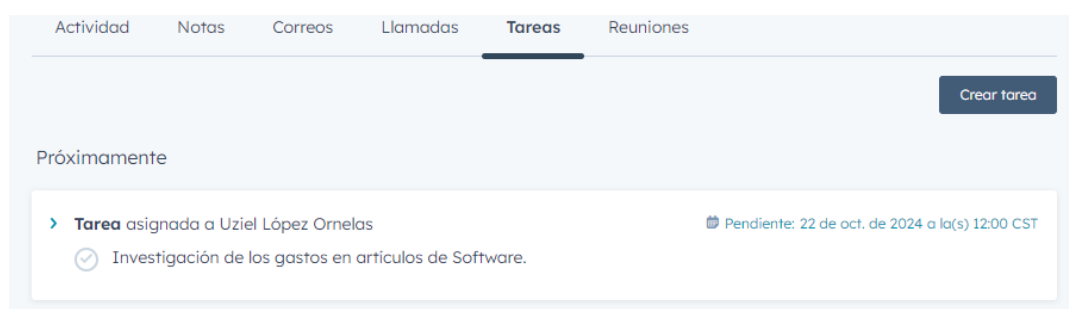 Actividad Notas Correos Llamadas Tareas Reuniones
Crear tarea
Próximamente
Tarea asignada a Uziel López Ornelas Pendiente: 22 de oct. de 2024 a la(s) 12:00 CST
Investigación de los gastos en artículos de Software.